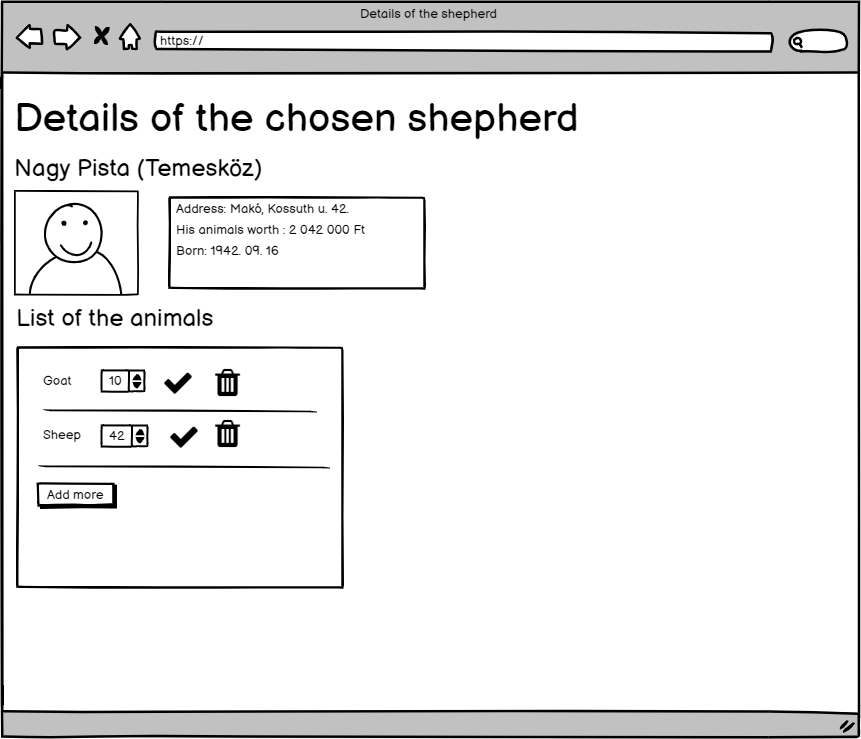 Details of the shepherd
https://
Details of the chosen shepherd
Nagy Pista (Temesköz)
Address: Makó, Kossuth u. 42.
His animals worth : 2 042 000 Ft
Born: 1942. 09. 16
List of the animals
Goat 10
Sheep 42
Add more